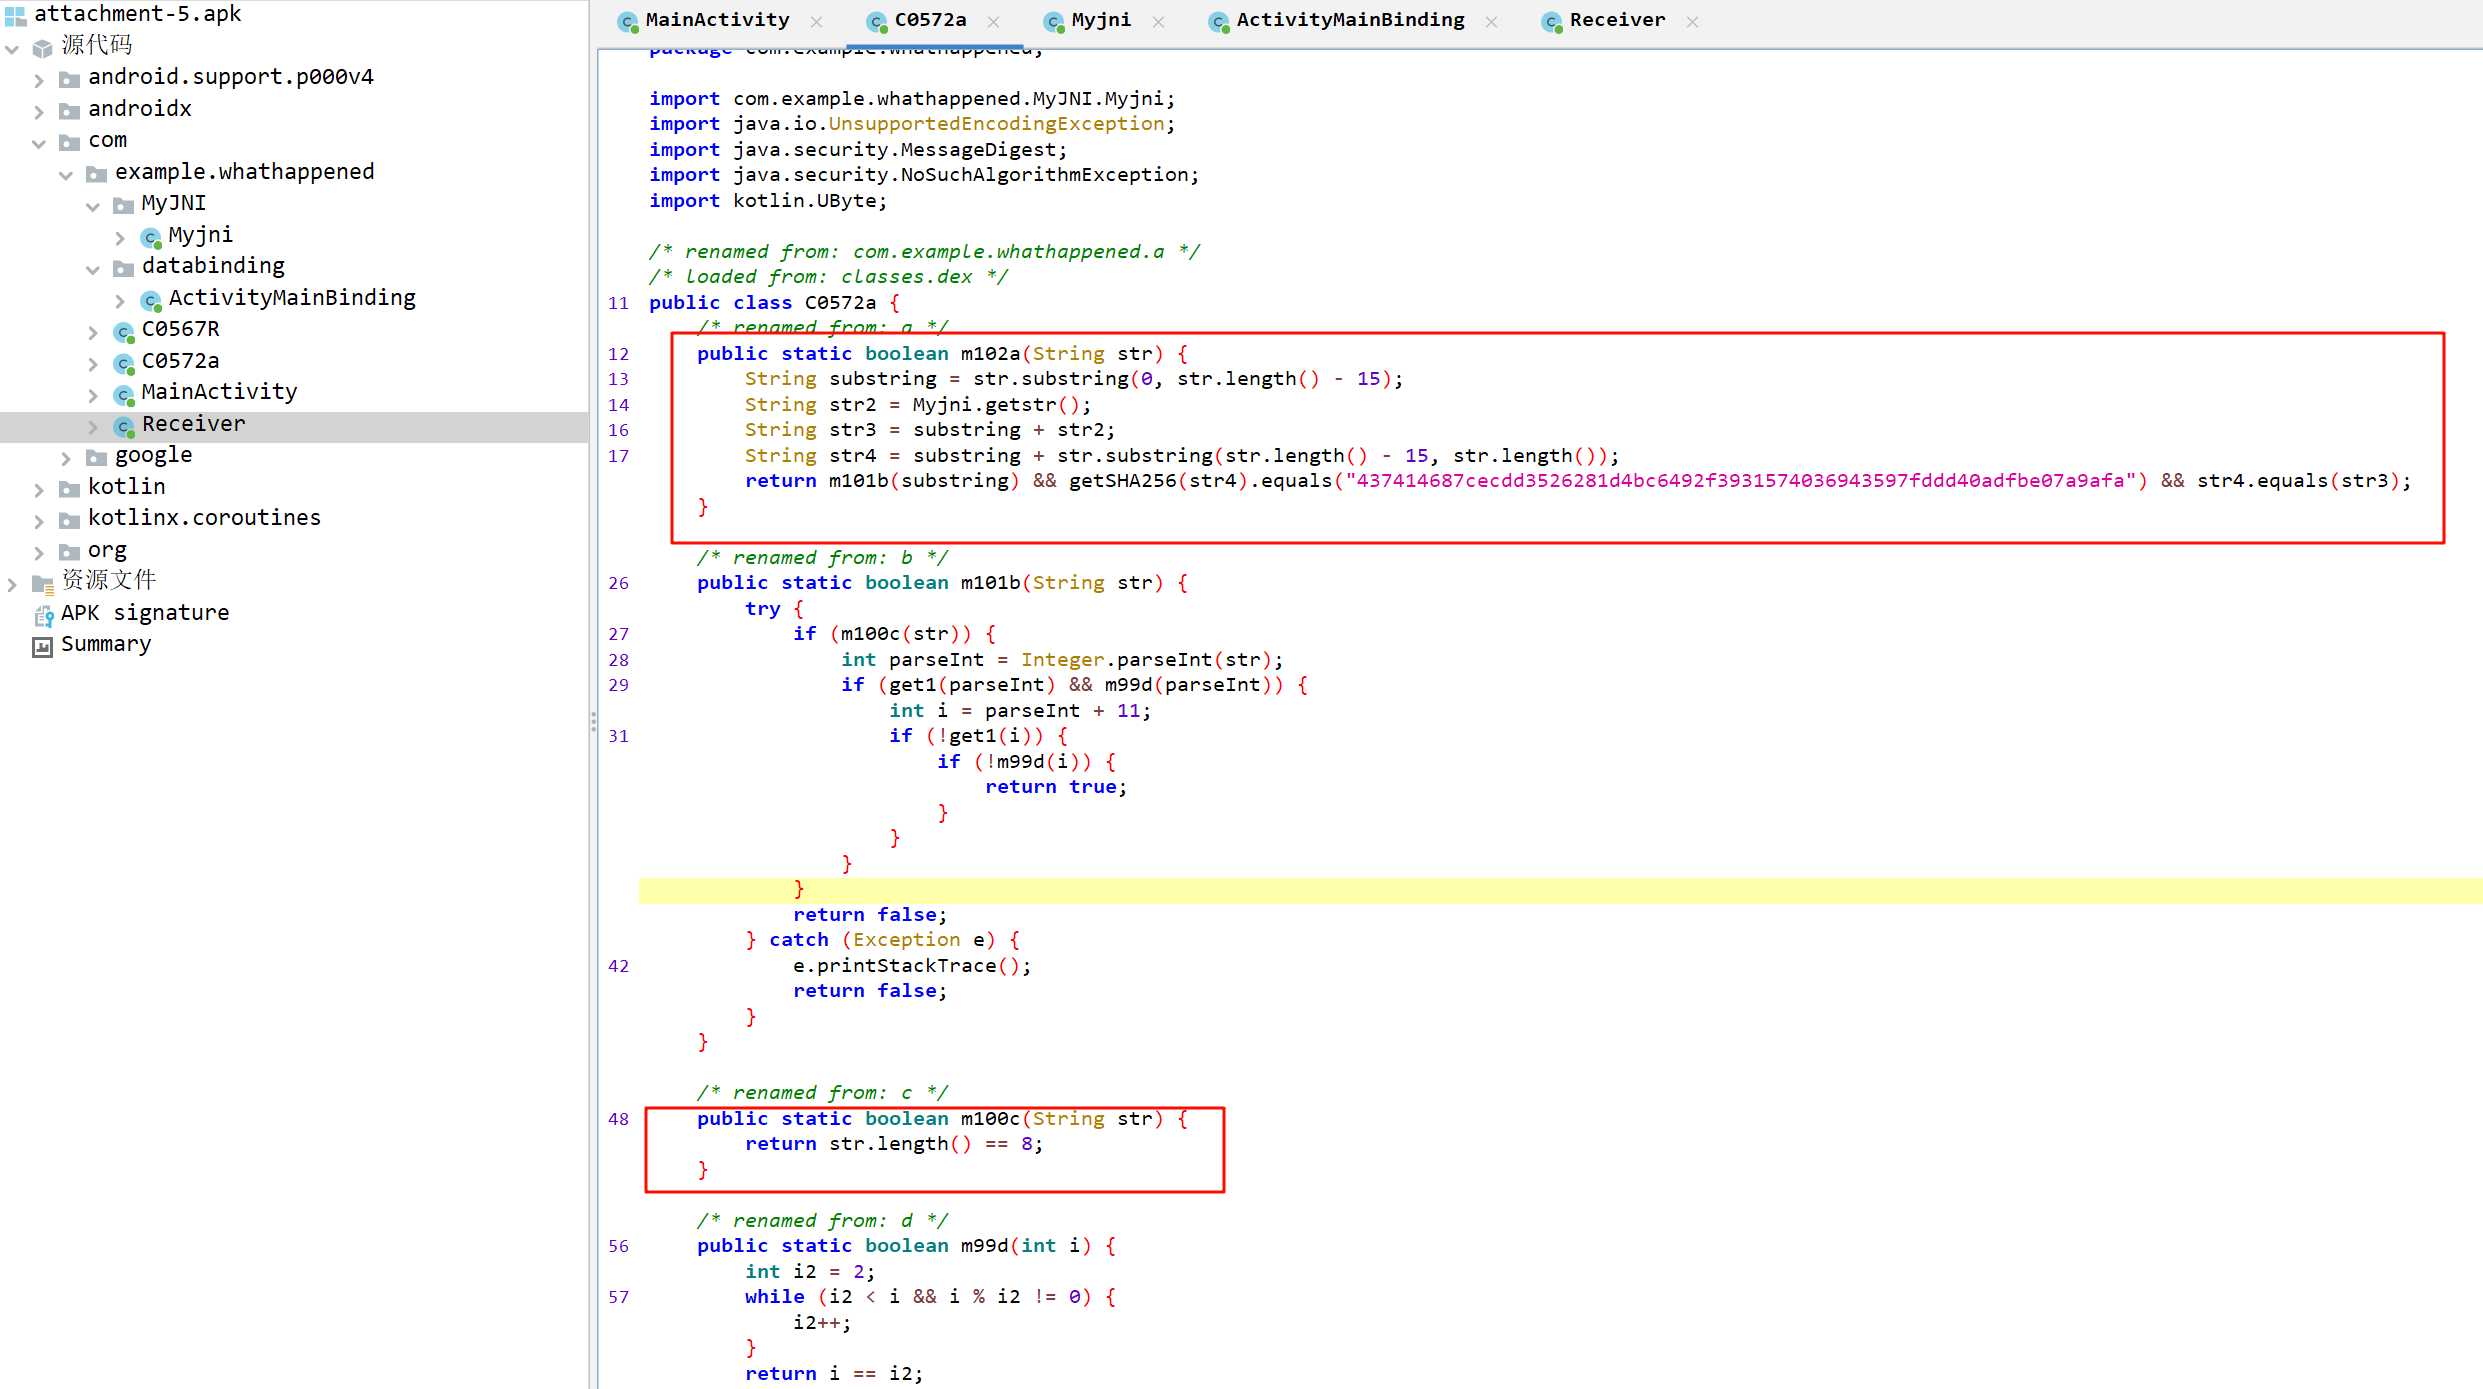 attachment-5.apk
源代码
android.support.p000v4
androidx
com
example.whathappened
MyJNI
Myjni
databinding
ActivityMainBinding
C0567R
C0572a
MainActivity
Receiver
google
kotlin
kotlinx.coroutines
org
资源文件
APK signature
Summary
MainActivity × C0572a × Myjni × ActivityMainBinding × Receiver ×
package com.example.whathappened;
import com.example.whathappened.MyJNI.Myjni;
import java.io.UnsupportedEncodingException;
import java.security.MessageDigest;
import java.security.NoSuchAlgorithmException;
import kotlin.UByte;
/* renamed from: com.example.whathappened.a */
/* loaded from: classes.dex */
11 public class C0572a {
/* renamed from: a */
12 public static boolean m102a(String str) {
13 String substring = str.substring(0, str.length() - 15);
14 String str2 = Myjni.getstr();
16 String str3 = substring + str2;
17 String str4 = substring + str.substring(str.length() - 15, str.length());
return m101b(substring) && getSHA256(str4).equals("437414687cecdd3526281d4bc6492f3931574036943597fddd40adfbe07a9afa") && str4.equals(str3);
}
/* renamed from: b */
26 public static boolean m101b(String str) {
try {
27 if (m100c(str)) {
28 int parseInt = Integer.parseInt(str);
29 if (get1(parseInt) && m99d(parseInt)) {
int i = parseInt + 11;
31 if (!get1(i)) {
if (!m99d(i)) {
return true;
}
}
}
}
return false;
} catch (Exception e) {
42 e.printStackTrace();
return false;
}
}
/* renamed from: c */
48 public static boolean m100c(String str) {
return str.length() == 8;
}
/* renamed from: d */
56 public static boolean m99d(int i) {
int i2 = 2;
57 while (i2 < i && i % i2 != 0) {
i2++;
}
return i == i2;